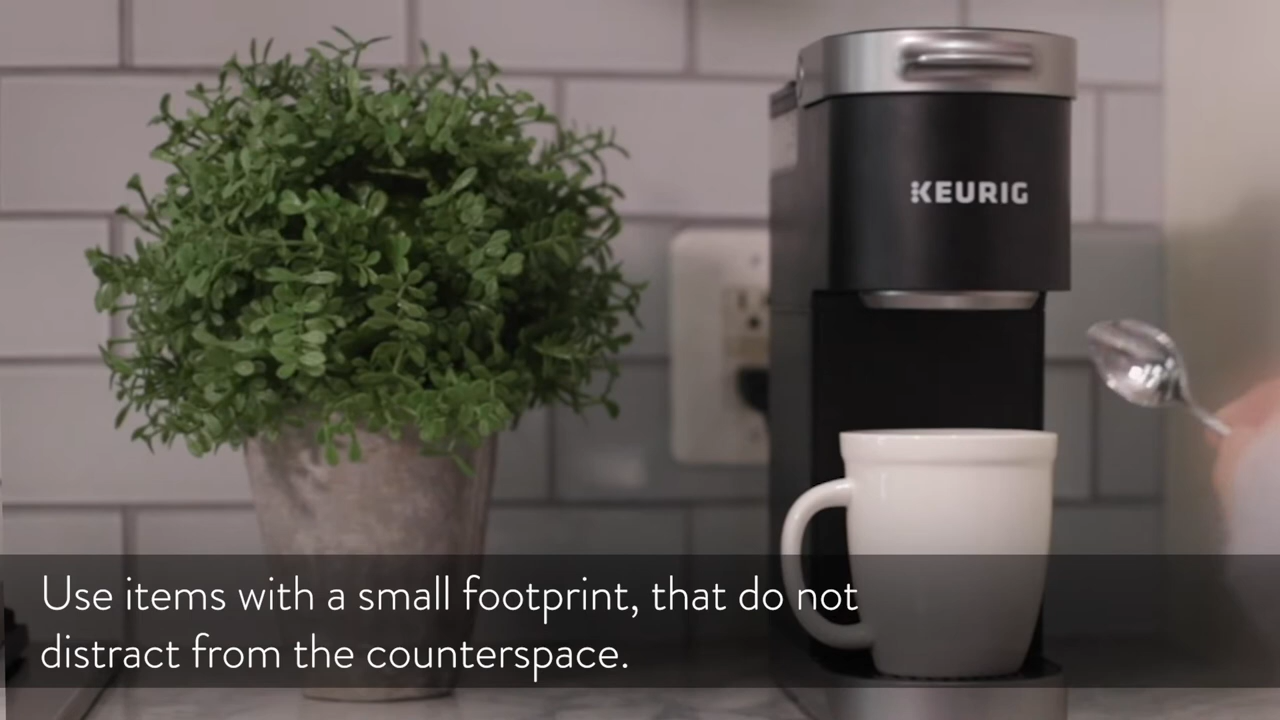 KEURIG
Use items with a small footprint, that do not
distract from the counterspace.